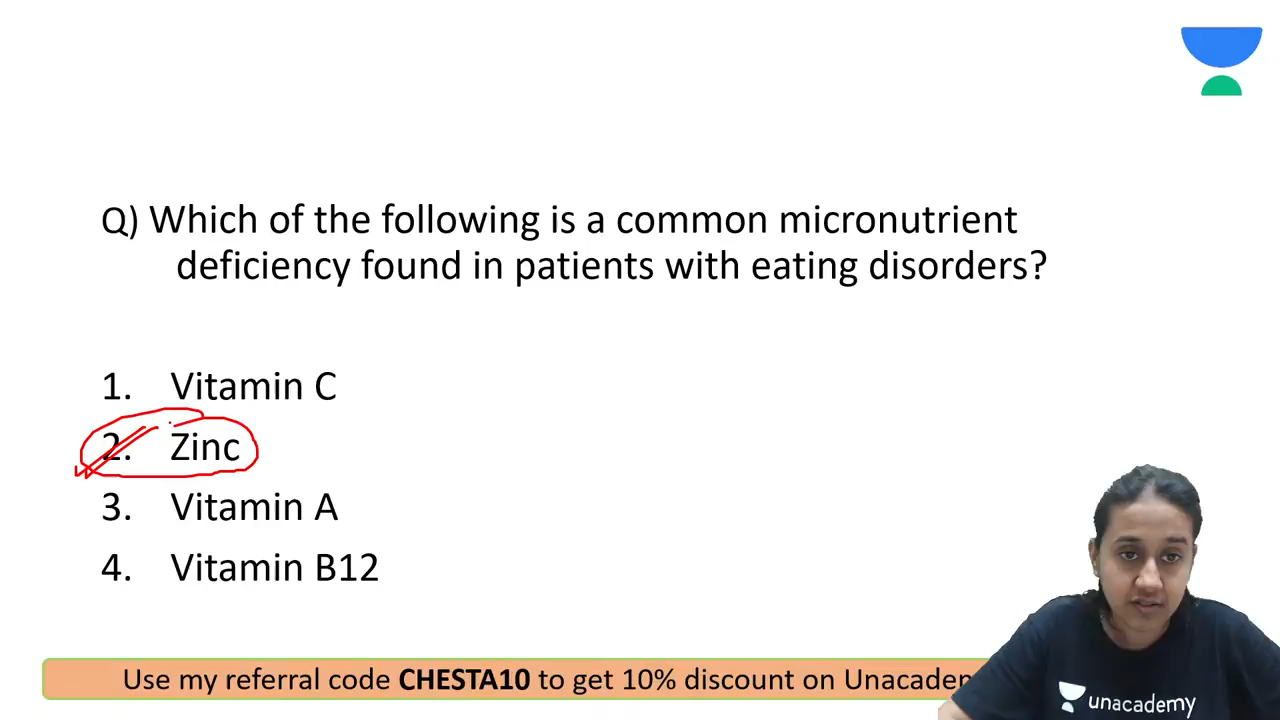 Q) Which of the following is a common micronutrient
deficiency found in patients with eating disorders?
1. Vitamin C
2. Zinc
3. Vitamin A
4. Vitamin B12
Use my referral code CHESTA10 to get 10% discount on
unacademy